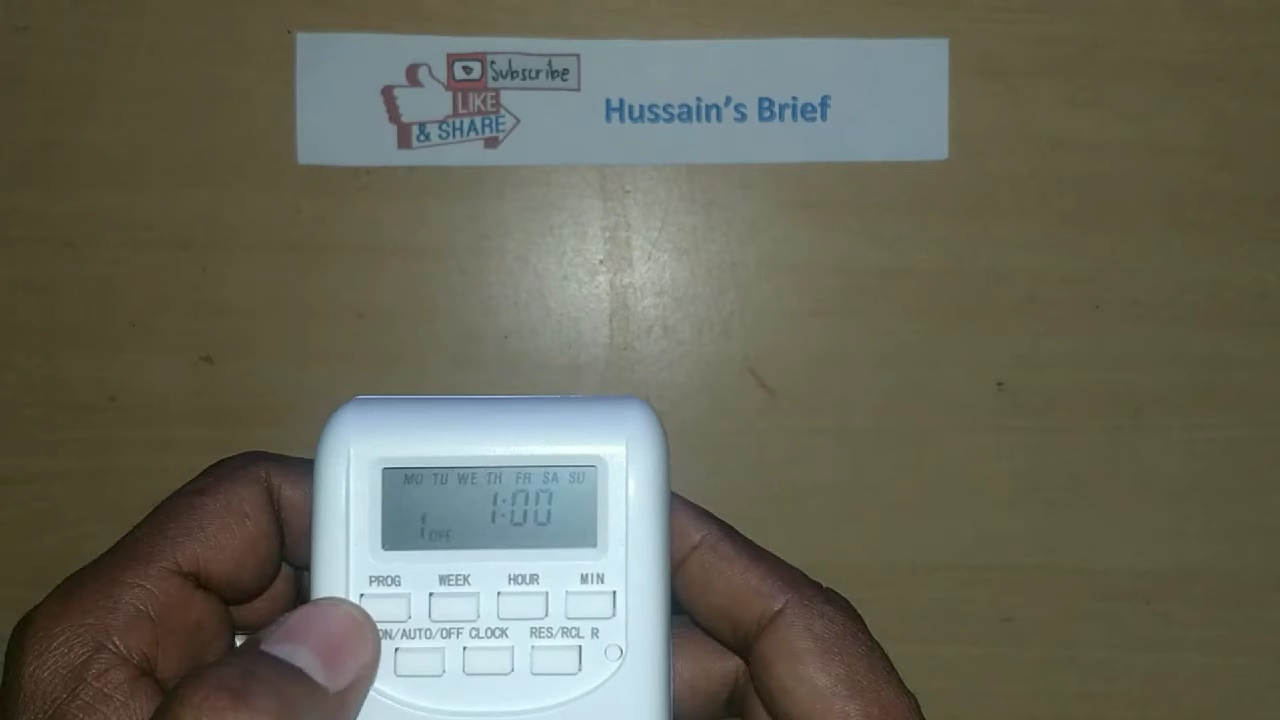 Subscribe
LIKE
& SHARE
Hussain's Brief
MO TU WE TH FR SA SU
1:00
1 OFF
PROG WEEK HOUR MIN
ON/AUTO/OFF CLOCK RES/RCL R